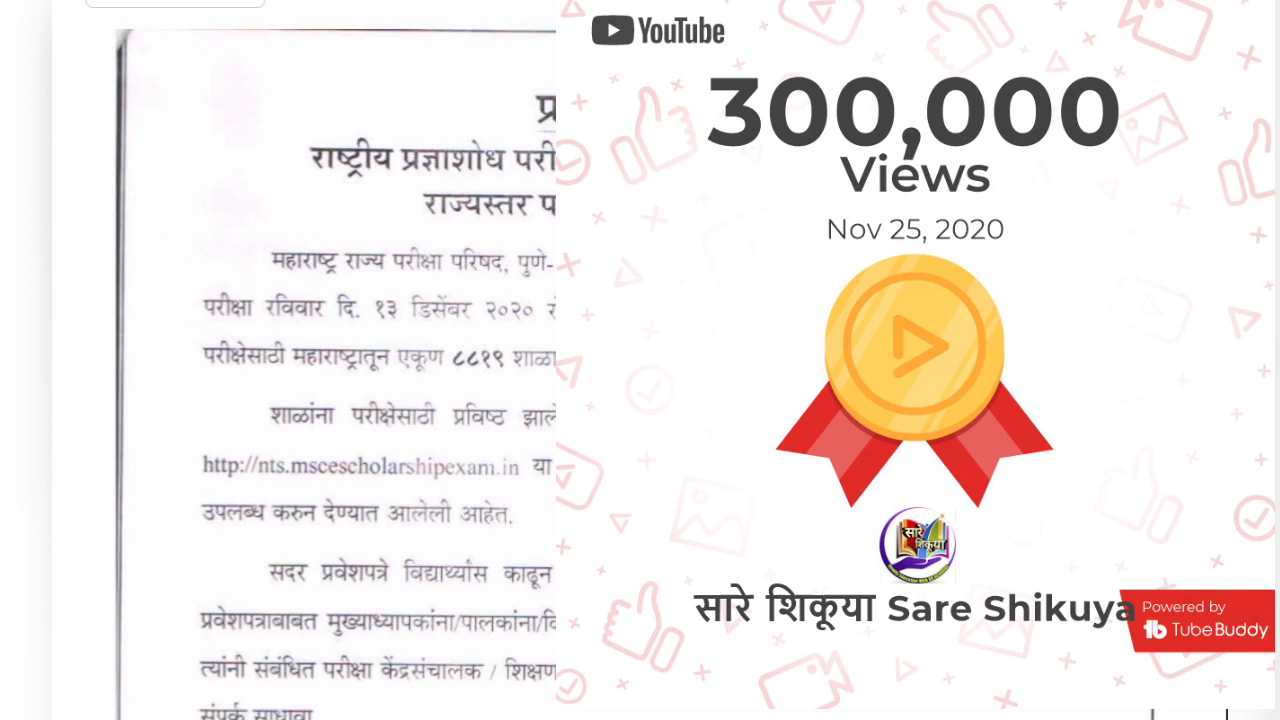 राष्ट्रीय प्रज्ञाशोध परी
राज्यस्तर प
महाराष्ट्र राज्य परीक्षा परिषद, पुणे-
परीक्षा रविवार दि. १३ डिसेंबर २०२०
परीक्षेसाठी महाराष्ट्रातून एकूण ८८१९ शाळा
शाळांना परीक्षेसाठी प्रविष्ठ झाले
http://nts.mscescholarshipexam.in या
उपलब्ध करुन देण्यात आलेली आहेत.
सदर प्रवेशपत्रे विद्यार्थ्यांस काढून
प्रवेशपत्राबाबत मुख्याध्यापकांना/पालकांना/वि
त्यांनी संबंधित परीक्षा केंद्रसंचालक / शिक्षण
संपर्क साधावा
YouTube
300,000
Views
Nov 25, 2020
सारे शिकूया
सारे शिकूया Sare Shikuya
Powered by
TubeBuddy